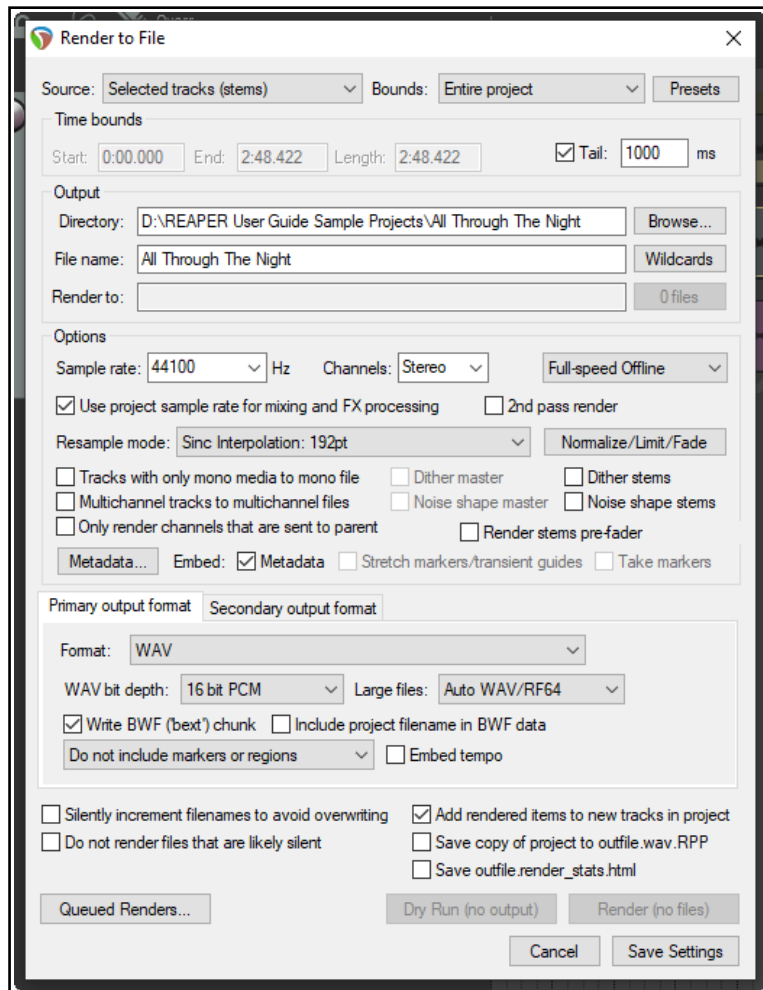 Render to File
Source: Selected tracks (stems) Bounds: Entire project Presets
Time bounds
Start: 0:00.000 End: 2:48.422 Length: 2:48.422 Tail: 1000 ms
Output
Directory: D:\REAPER User Guide Sample Projects\All Through The Night Browse...
File name: All Through The Night Wildcards
Render to: 0 files
Options
Sample rate: 44100 Hz Channels: Stereo Full-speed Offline
Use project sample rate for mixing and FX processing 2nd pass render
Resample mode: Sinc Interpolation: 192pt Normalize/Limit/Fade
Tracks with only mono media to mono file Dither master Dither stems
Multichannel tracks to multichannel files Noise shape master Noise shape stems
Only render channels that are sent to parent Render stems pre-fader
Metadata... Embed: Metadata Stretch markers/transient guides Take markers
Primary output format Secondary output format
Format: WAV
WAV bit depth: 16 bit PCM Large files: Auto WAV/RF64
Write BWF ('bext') chunk Include project filename in BWF data
Do not include markers or regions Embed tempo
Silently increment filenames to avoid overwriting Add rendered items to new tracks in project
Do not render files that are likely silent Save copy of project to outfile.wav.RPP
Save outfile.render_stats.html
Queued Renders... Dry Run (no output) Render (no files)
Cancel Save Settings